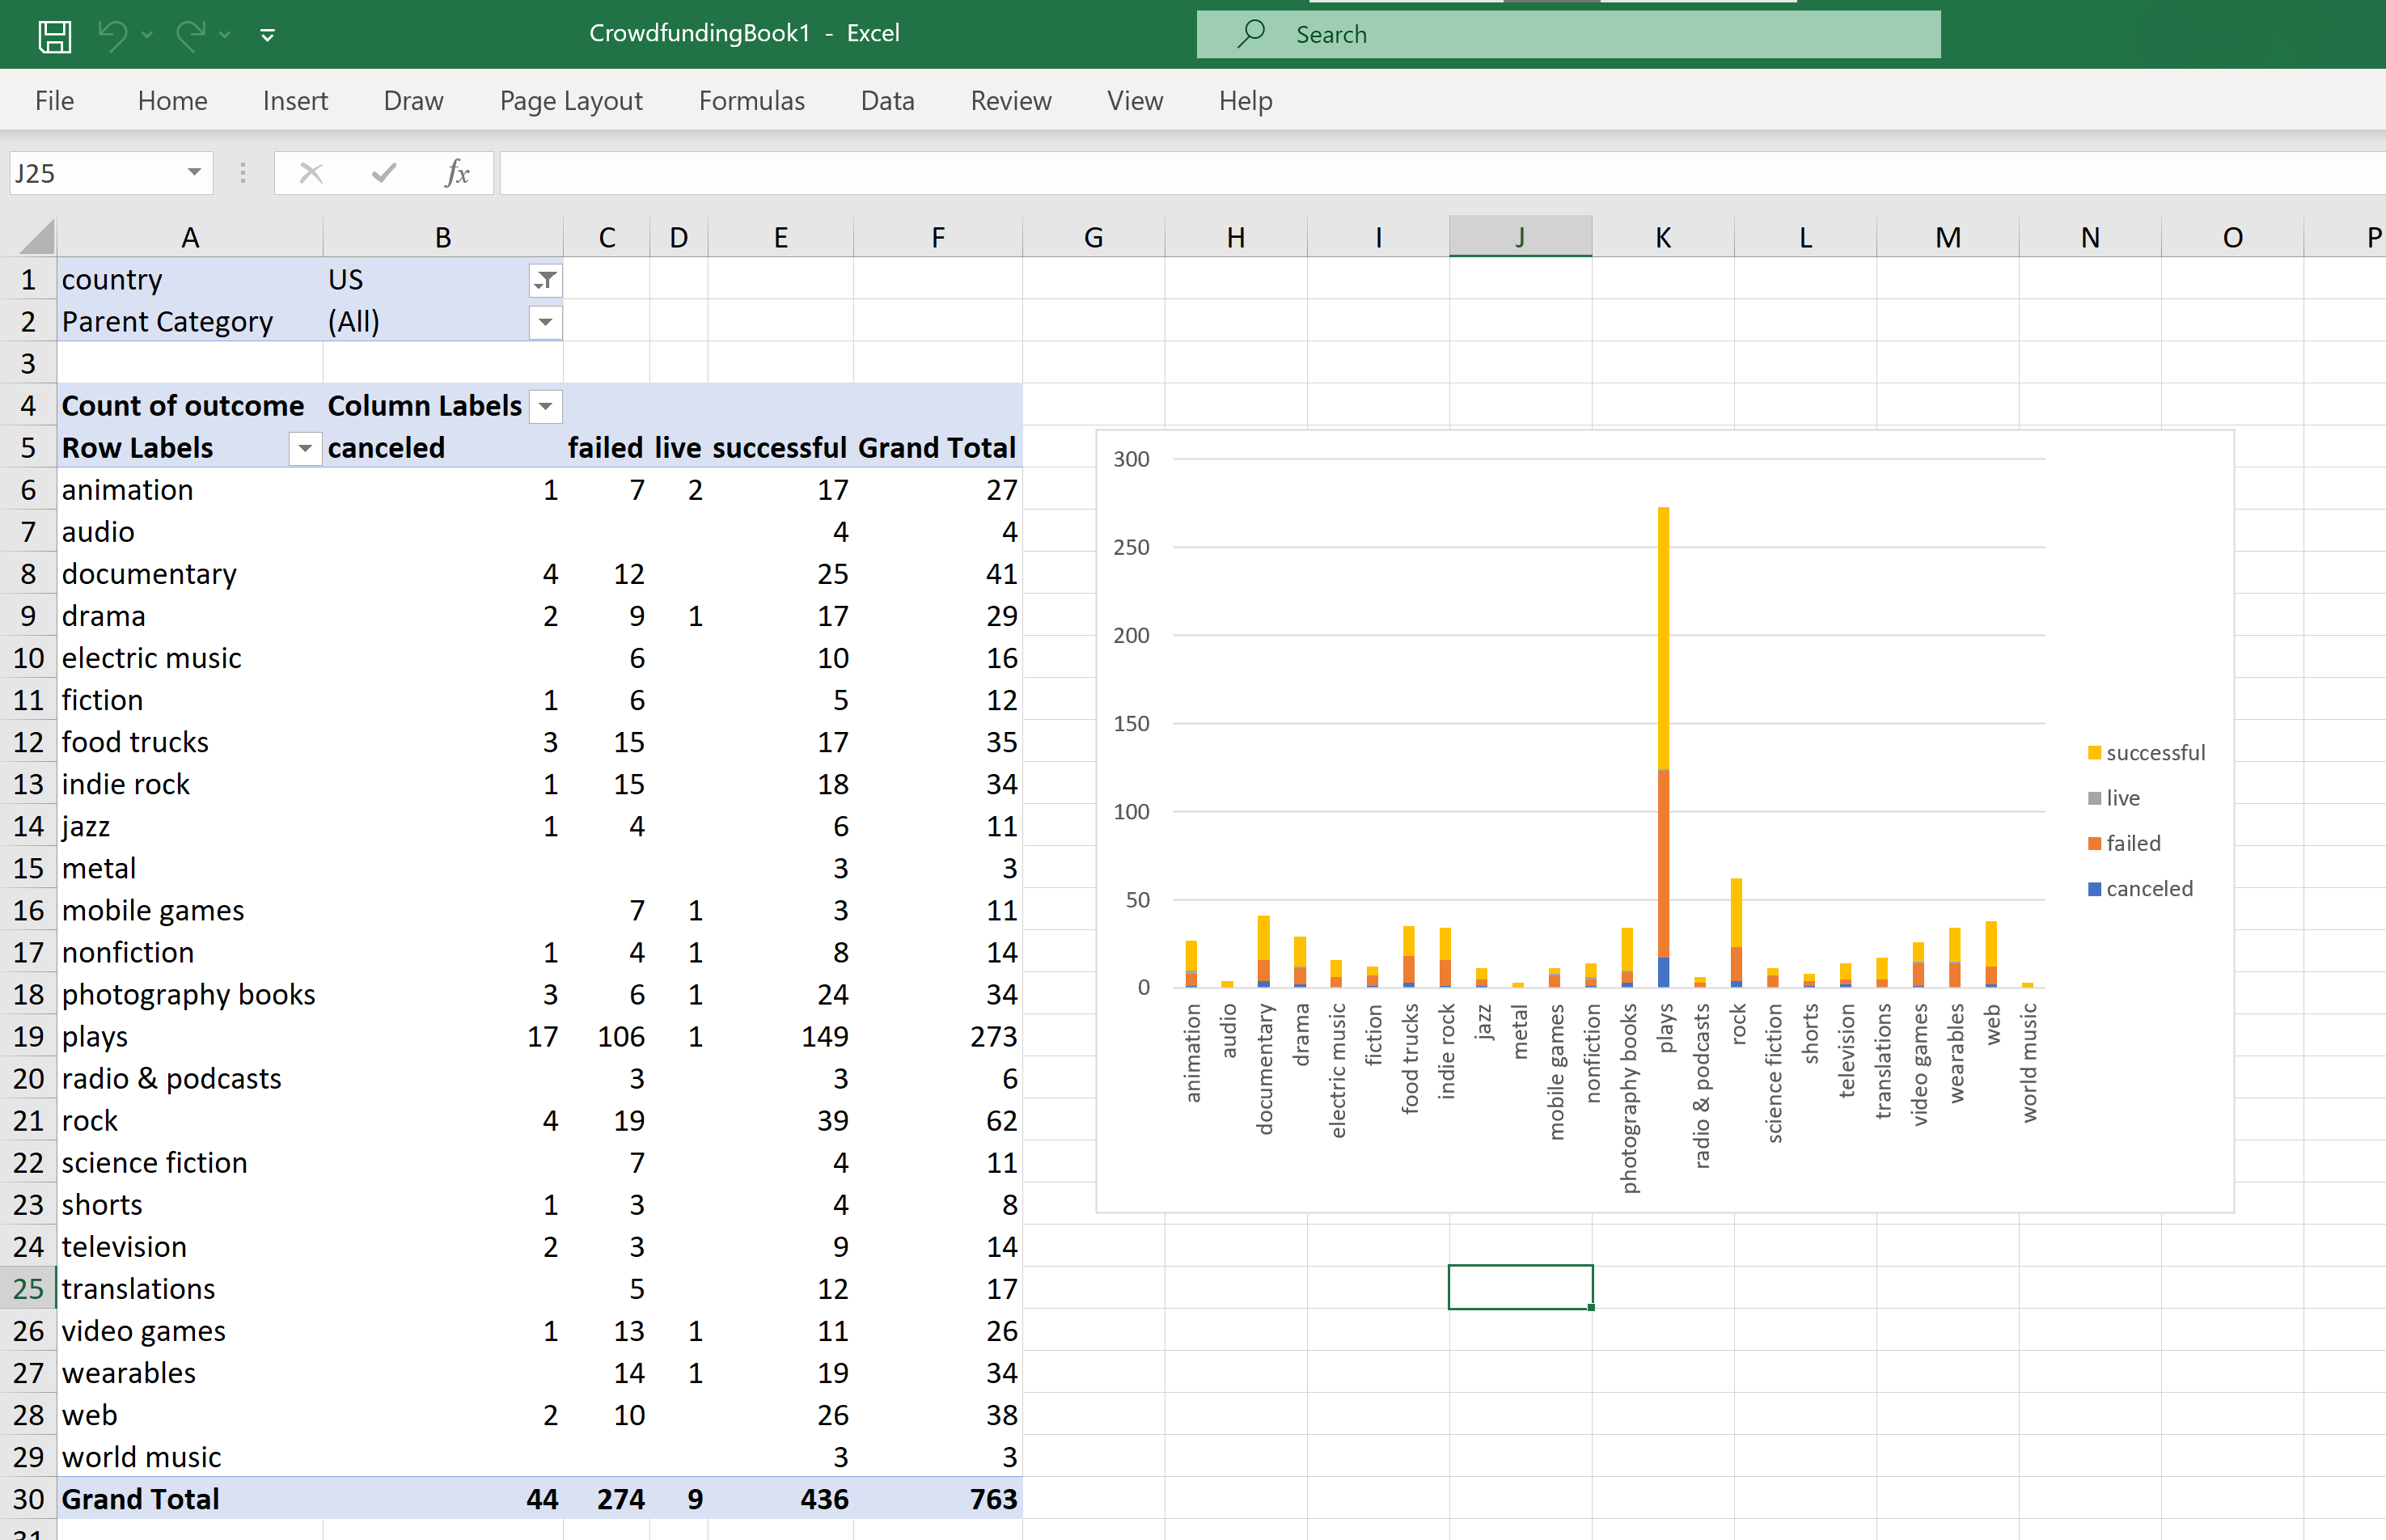 CrowdfundingBook1 - Excel
Search
File Home Insert Draw Page Layout Formulas Data Review View Help
J25 fx
A B C D E F G H I J K L M N O P
1 country US
2 Parent Category (All)
3
4 Count of outcome Column Labels
5 Row Labels canceled failed live successful Grand Total
6 animation 1 7 2 17 27
7 audio 4 4
8 documentary 4 12 25 41
9 drama 2 9 1 17 29
10 electric music 6 10 16
11 fiction 1 6 5 12
12 food trucks 3 15 17 35
13 indie rock 1 15 18 34
14 jazz 1 4 6 11
15 metal 3 3
16 mobile games 7 1 3 11
17 nonfiction 1 4 1 8 14
18 photography books 3 6 1 24 34
19 plays 17 106 1 149 273
20 radio & podcasts 3 3 6
21 rock 4 19 39 62
22 science fiction 7 4 11
23 shorts 1 3 4 8
24 television 2 3 9 14
25 translations 5 12 17
26 video games 1 13 1 11 26
27 wearables 14 1 19 34
28 web 2 10 26 38
29 world music 3 3
30 Grand Total 44 274 9 436 763
31
300
250
200
150
100
50
0
animation
audio
documentary
drama
electric music
fiction
food trucks
indie rock
jazz
metal
mobile games
nonfiction
photography books
plays
radio & podcasts
rock
science fiction
shorts
television
translations
video games
wearables
web
world music
successful
live
failed
canceled